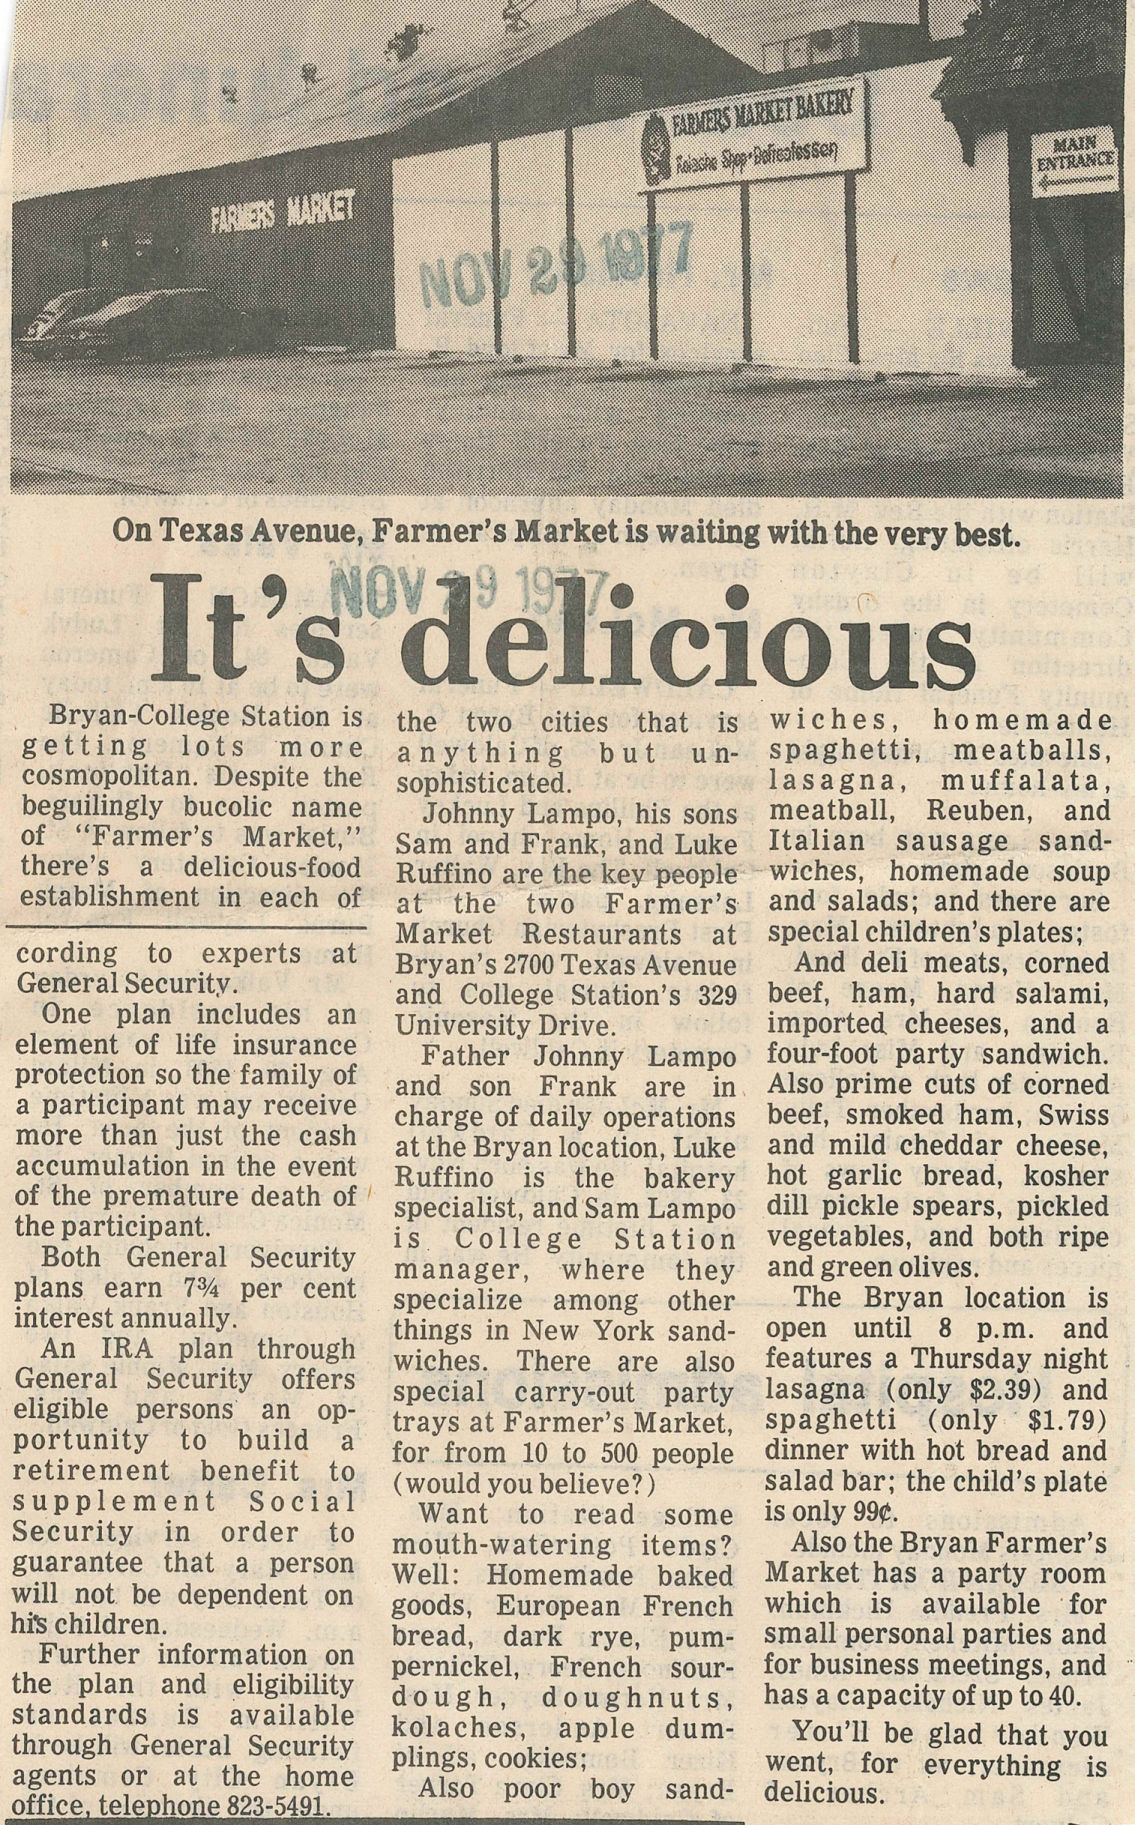 FARMERS MARKET
FARMERS MARKET BAKERY
Kolache Shop • Delicatessen
MAIN
ENTRANCE
NOV 29 1977
On Texas Avenue, Farmer's Market is waiting with the very best.
NOV 29 1977
It's delicious
Bryan-College Station is
getting lots more
cosmopolitan. Despite the
beguilingly bucolic name
of "Farmer's Market,"
there's a delicious-food
establishment in each of
the two cities that is
anything but un-
sophisticated.
Johnny Lampo, his sons
Sam and Frank, and Luke
Ruffino are the key people
at the two Farmer's
Market Restaurants at
Bryan's 2700 Texas Avenue
and College Station's 329
University Drive.
Father Johnny Lampo
and son Frank are in
charge of daily operations
at the Bryan location, Luke
Ruffino is the bakery
specialist, and Sam Lampo
is College Station
manager, where they
specialize among other
things in New York sand-
wiches. There are also
special carry-out party
trays at Farmer's Market,
for from 10 to 500 people
(would you believe?)
Want to read some
mouth-watering items?
Well: Homemade baked
goods, European French
bread, dark rye, pum-
pernickel, French sour-
dough, doughnuts,
kolaches, apple dum-
plings, cookies;
Also poor boy sand-
wiches, homemade
spaghetti, meatballs,
lasagna, muffalata,
meatball, Reuben, and
Italian sausage sand-
wiches, homemade soup
and salads; and there are
special children's plates;
And deli meats, corned
beef, ham, hard salami,
imported cheeses, and a
four-foot party sandwich.
Also prime cuts of corned
beef, smoked ham, Swiss
and mild cheddar cheese,
hot garlic bread, kosher
dill pickle spears, pickled
vegetables, and both ripe
and green olives.
The Bryan location is
open until 8 p.m. and
features a Thursday night
lasagna (only $2.39) and
spaghetti (only $1.79)
dinner with hot bread and
salad bar; the child's plate
is only 99¢.
Also the Bryan Farmer's
Market has a party room
which is available for
small personal parties and
for business meetings, and
has a capacity of up to 40.
You'll be glad that you
went, for everything is
delicious.
cording to experts at
General Security.
One plan includes an
element of life insurance
protection so the family of
a participant may receive
more than just the cash
accumulation in the event
of the premature death of
the participant.
Both General Security
plans earn 7¾ per cent
interest annually.
An IRA plan through
General Security offers
eligible persons an op-
portunity to build a
retirement benefit to
supplement Social
Security in order to
guarantee that a person
will not be dependent on
his children.
Further information on
the plan and eligibility
standards is available
through General Security
agents or at the home
office, telephone 823-5491.